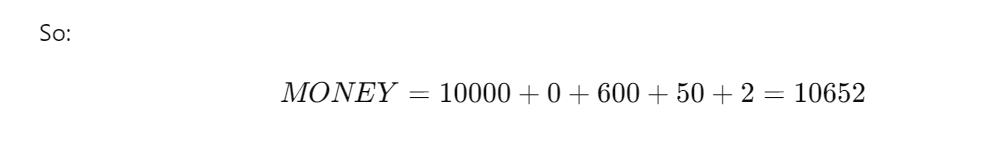 So:
MONEY = 10000 + 0 + 600 + 50 + 2 = 10652